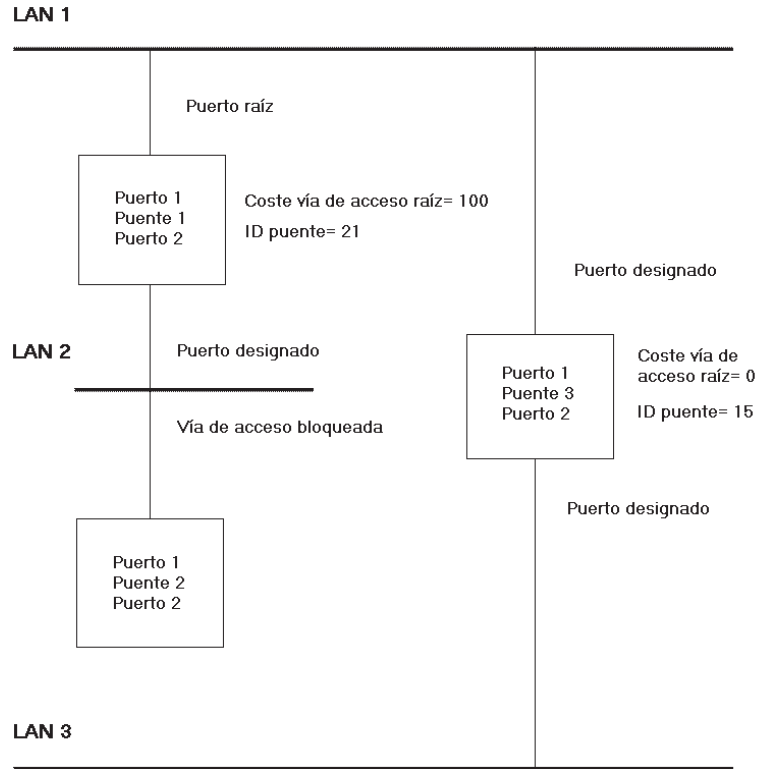 LAN 1
Puerto raíz
Puerto 1
Puente 1
Puerto 2
Coste vía de acceso raíz= 100
ID puente= 21
Puerto designado
LAN 2
Puerto designado
Vía de acceso bloqueada
Puerto 1
Puente 3
Puerto 2
Coste vía de
acceso raíz= 0
ID puente= 15
Puerto designado
Puerto 1
Puente 2
Puerto 2
LAN 3